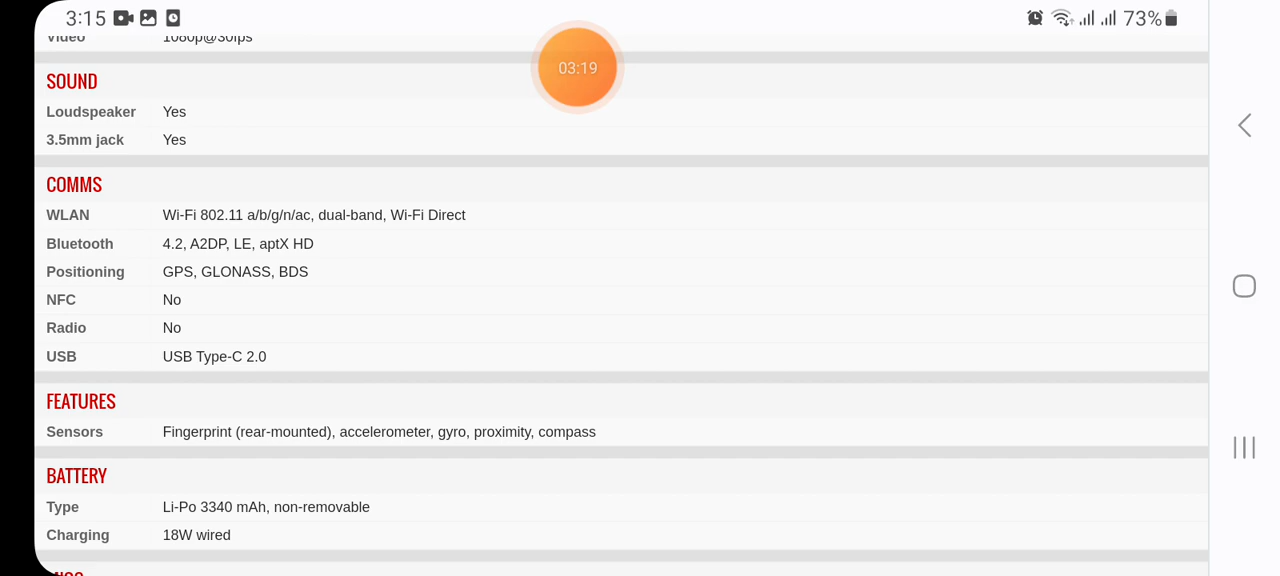 3:15 73%
Video 1080p@30fps
03:19
SOUND
Loudspeaker Yes
3.5mm jack Yes
COMMS
WLAN Wi-Fi 802.11 a/b/g/n/ac, dual-band, Wi-Fi Direct
Bluetooth 4.2, A2DP, LE, aptX HD
Positioning GPS, GLONASS, BDS
NFC No
Radio No
USB USB Type-C 2.0
FEATURES
Sensors Fingerprint (rear-mounted), accelerometer, gyro, proximity, compass
BATTERY
Type Li-Po 3340 mAh, non-removable
Charging 18W wired